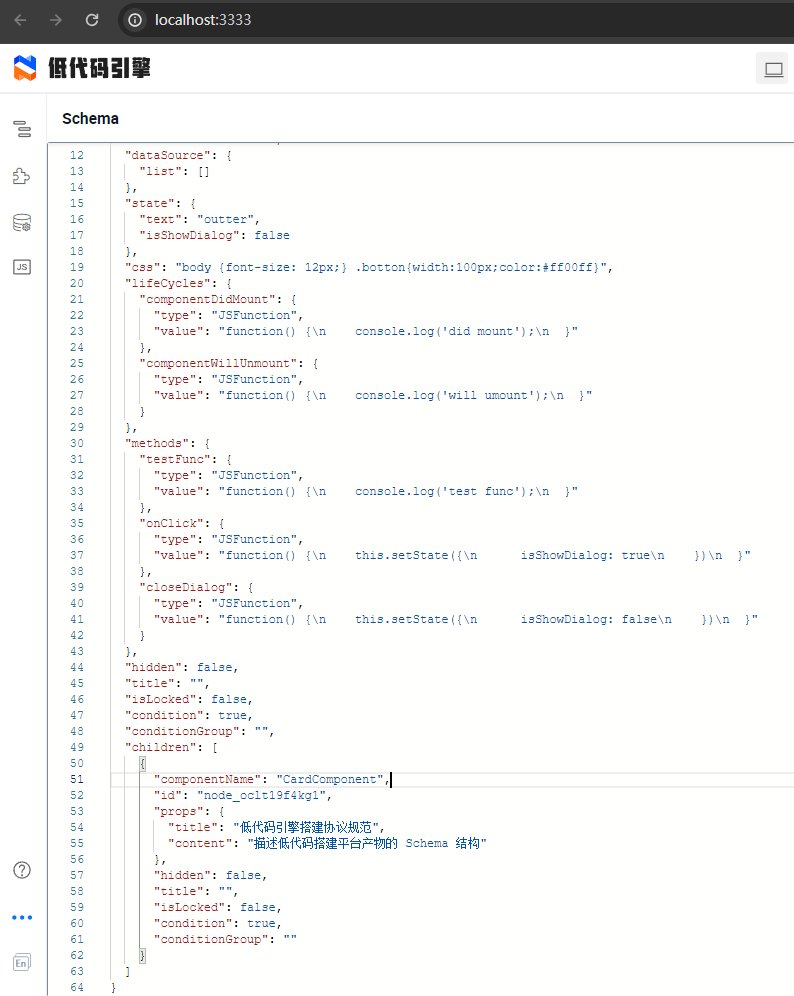 localhost:3333
低代码引擎
Schema
12 "dataSource": {
13 "list": []
14 },
15 "state": {
16 "text": "outter",
17 "isShowDialog": false
18 },
19 "css": "body {font-size: 12px;} .botton{width:100px;color:#ff00ff}",
20 "lifeCycles": {
21 "componentDidMount": {
22 "type": "JSFunction",
23 "value": "function() {\n    console.log('did mount');\n  }"
24 },
25 "componentWillUnmount": {
26 "type": "JSFunction",
27 "value": "function() {\n    console.log('will umount');\n  }"
28 }
29 },
30 "methods": {
31 "testFunc": {
32 "type": "JSFunction",
33 "value": "function() {\n    console.log('test func');\n  }"
34 },
35 "onClick": {
36 "type": "JSFunction",
37 "value": "function() {\n    this.setState({\n      isShowDialog: true\n    })\n  }"
38 },
39 "closeDialog": {
40 "type": "JSFunction",
41 "value": "function() {\n    this.setState({\n      isShowDialog: false\n    })\n  }"
42 }
43 },
44 "hidden": false,
45 "title": "",
46 "isLocked": false,
47 "condition": true,
48 "conditionGroup": "",
49 "children": [
50 {
51 "componentName": "CardComponent",
52 "id": "node_oclt19f4kg1",
53 "props": {
54 "title": "低代码引擎搭建协议规范",
55 "content": "描述低代码搭建平台产物的 Schema 结构"
56 },
57 "hidden": false,
58 "title": "",
59 "isLocked": false,
60 "condition": true,
61 "conditionGroup": ""
62 }
63 ]
64 }
JS
En